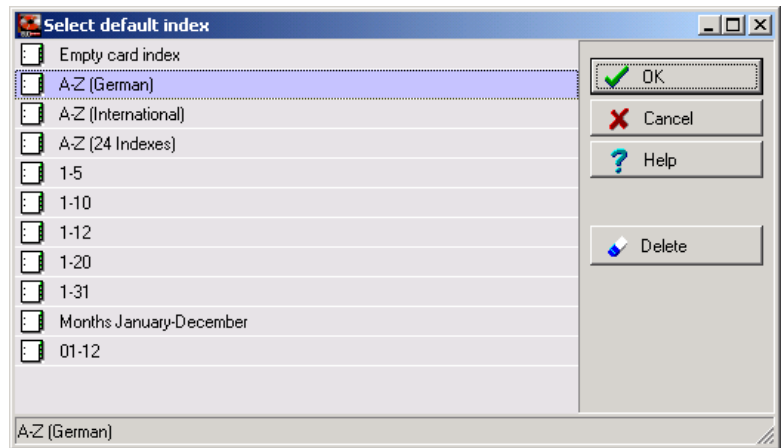 Select default index
Empty card index
A-Z (German)
A-Z (International)
A-Z (24 Indexes)
1-5
1-10
1-12
1-20
1-31
Months January-December
01-12
OK
Cancel
Help
Delete
A-Z (German)